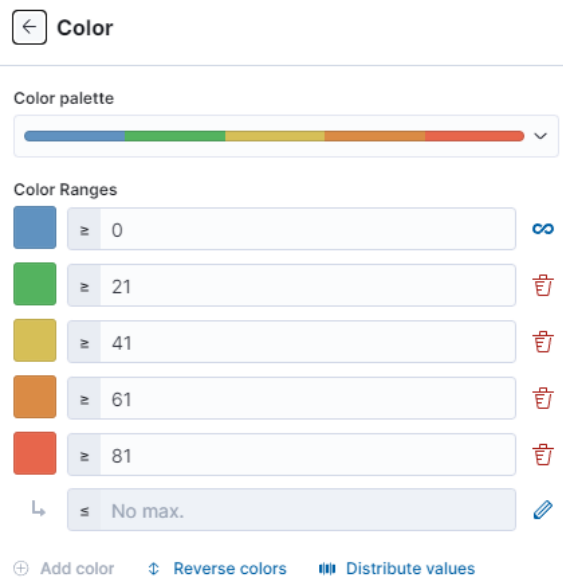 Color
Color palette
Color Ranges
≥ 0
≥ 21
≥ 41
≥ 61
≥ 81
≤ No max.
Add color Reverse colors Distribute values